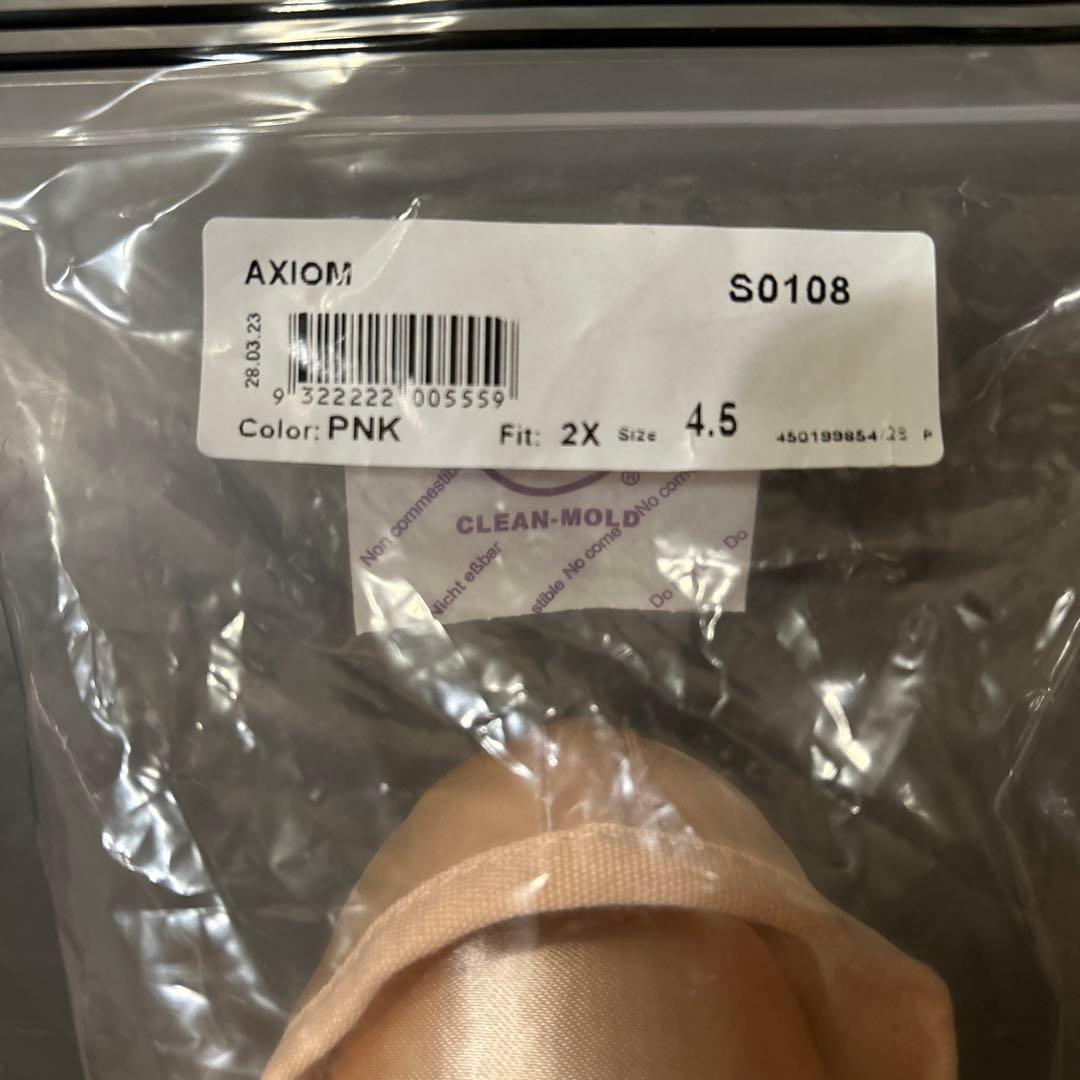 AXIOM
S0108
28.03.23
9 322222 005559
Color: PNK
Fit: 2X Size 4.5
450199854/28 P
®
CLEAN-MOLD
Non commestib
Nicht eßbar
stible No come
No com
Do
Do